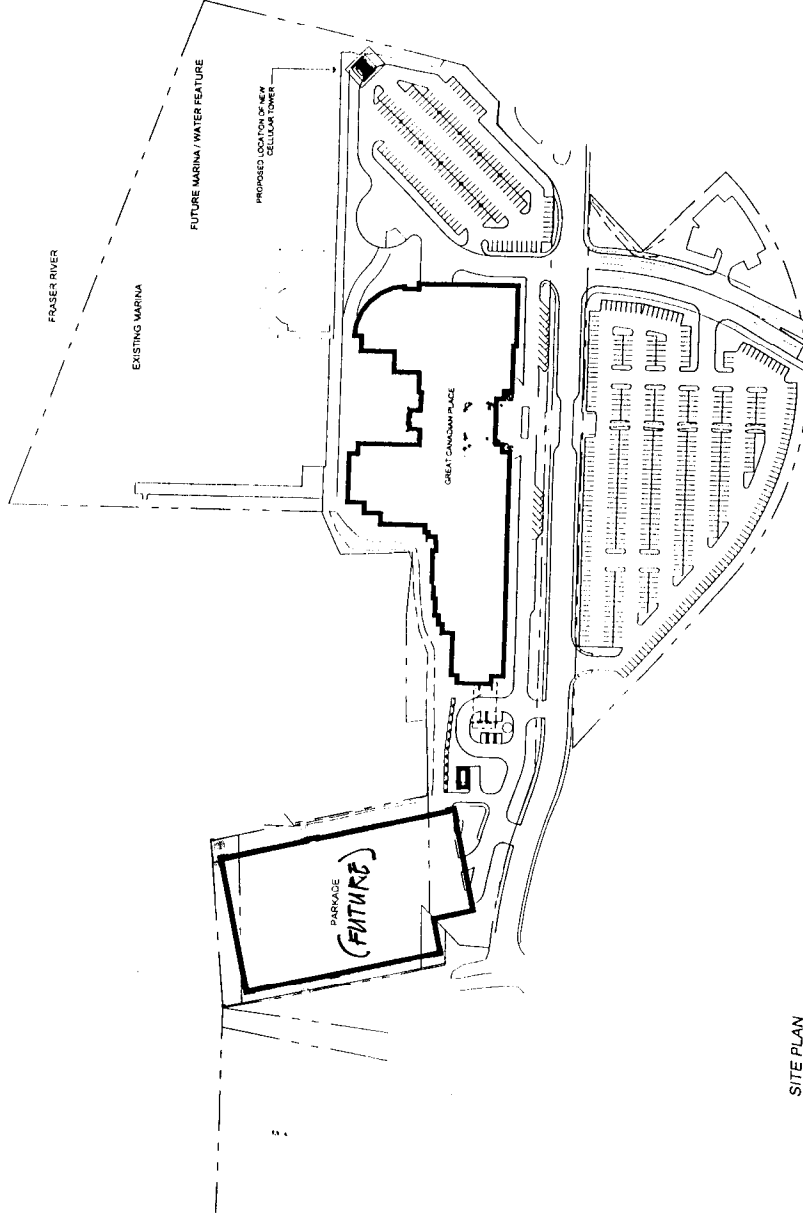 FRASER RIVER
EXISTING MARINA
FUTURE MARINA / WATER FEATURE
PROPOSED LOCATION OF NEW
CELLULAR TOWER
GREAT CANADIAN PLACE
PARKADE
(FUTURE)
SITE PLAN